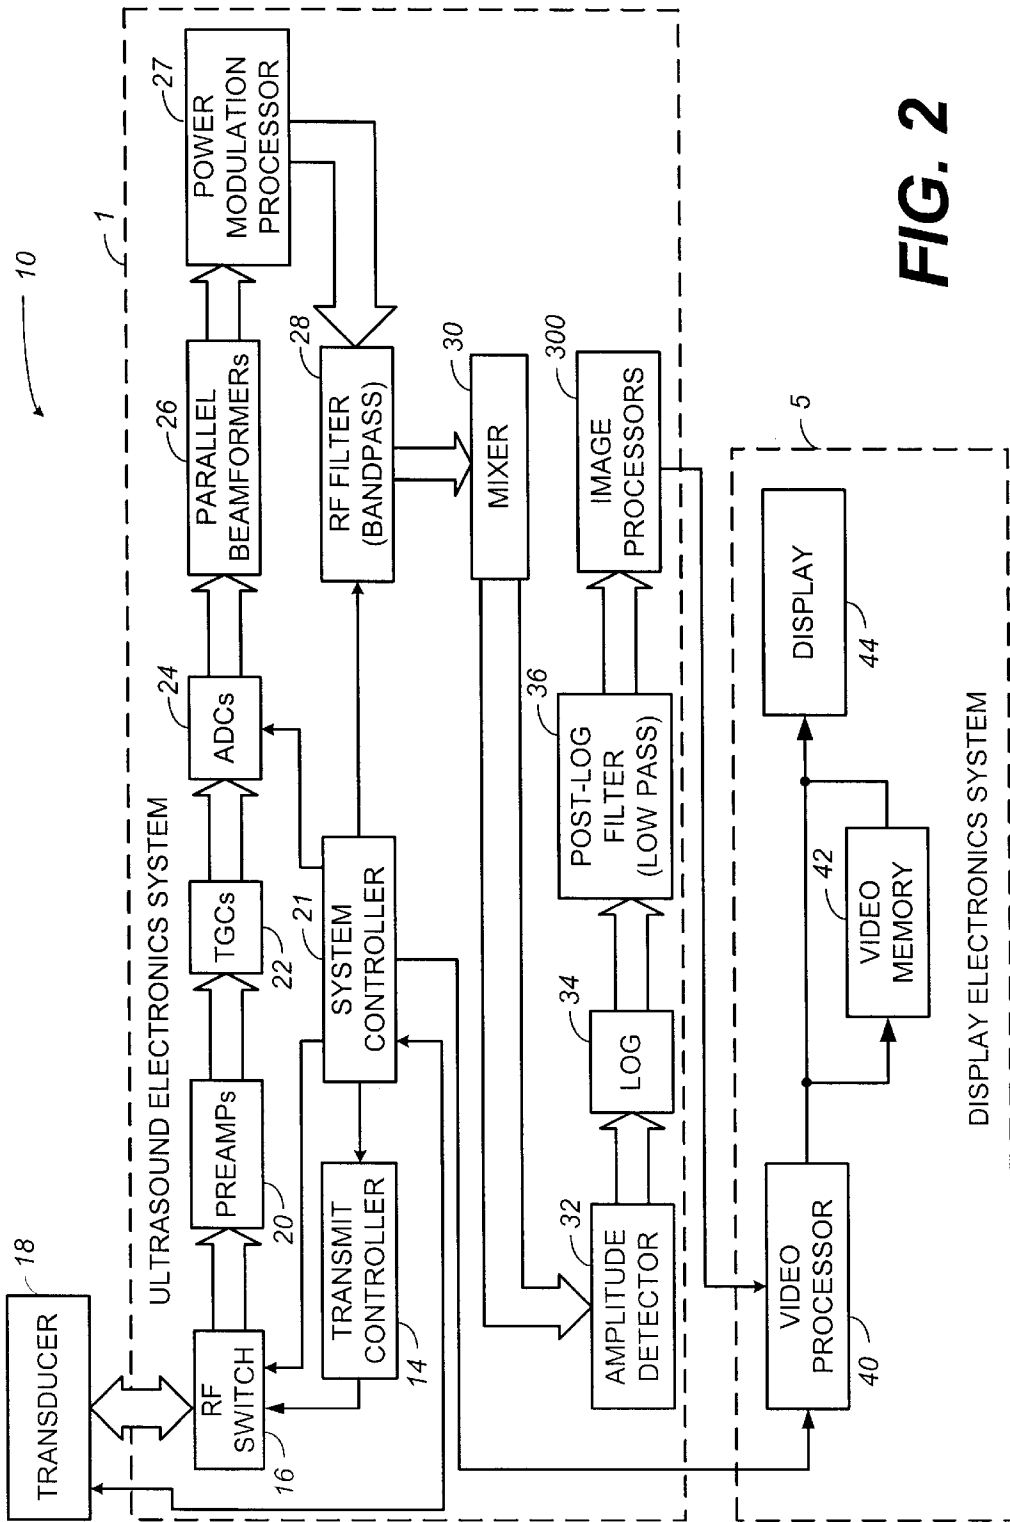 10
1
TRANSDUCER
18
ULTRASOUND ELECTRONICS SYSTEM
RF
SWITCH
16
PREAMPs
20
TGCs
22
ADCs
24
PARALLEL
BEAMFORMERs
26
POWER
MODULATION
PROCESSOR
27
TRANSMIT
CONTROLLER
14
SYSTEM
CONTROLLER
21
RF FILTER
(BANDPASS)
28
MIXER
30
AMPLITUDE
DETECTOR
32
LOG
34
POST-LOG
FILTER
(LOW PASS)
36
IMAGE
PROCESSORS
300
5
VIDEO
PROCESSOR
40
VIDEO
MEMORY
42
DISPLAY
44
DISPLAY ELECTRONICS SYSTEM
FIG. 2